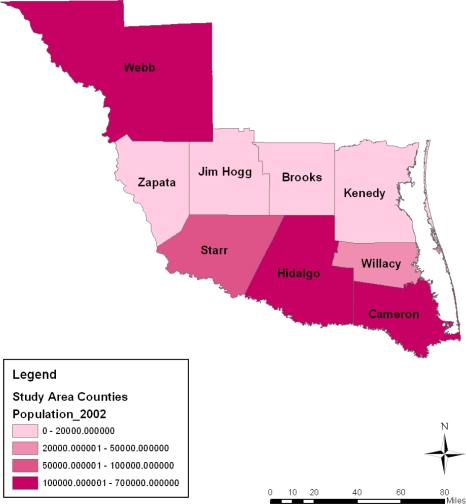 Webb
Zapata
Jim Hogg
Brooks
Kenedy
Starr
Hidalgo
Willacy
Cameron
Legend
Study Area Counties
Population_2002
0 - 20000.000000
20000.000001 - 50000.000000
50000.000001 - 100000.000000
100000.000001 - 700000.000000
N
0 10 20 40 60 80
Miles